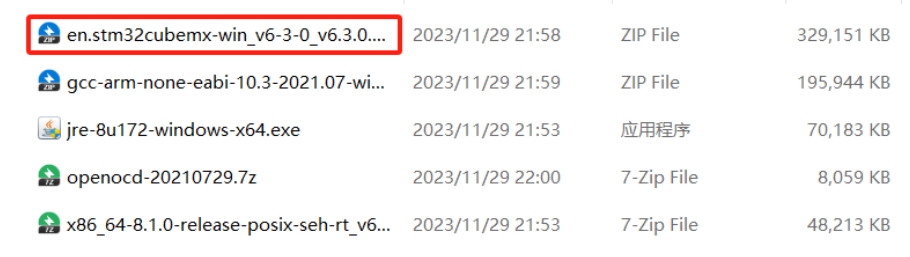 en.stm32cubemx-win_v6-3-0_v6.3.0.... 2023/11/29 21:58 ZIP File 329,151 KB
gcc-arm-none-eabi-10.3-2021.07-wi... 2023/11/29 21:59 ZIP File 195,944 KB
jre-8u172-windows-x64.exe 2023/11/29 21:53 应用程序 70,183 KB
openocd-20210729.7z 2023/11/29 22:00 7-Zip File 8,059 KB
x86_64-8.1.0-release-posix-seh-rt_v6... 2023/11/29 21:53 7-Zip File 48,213 KB